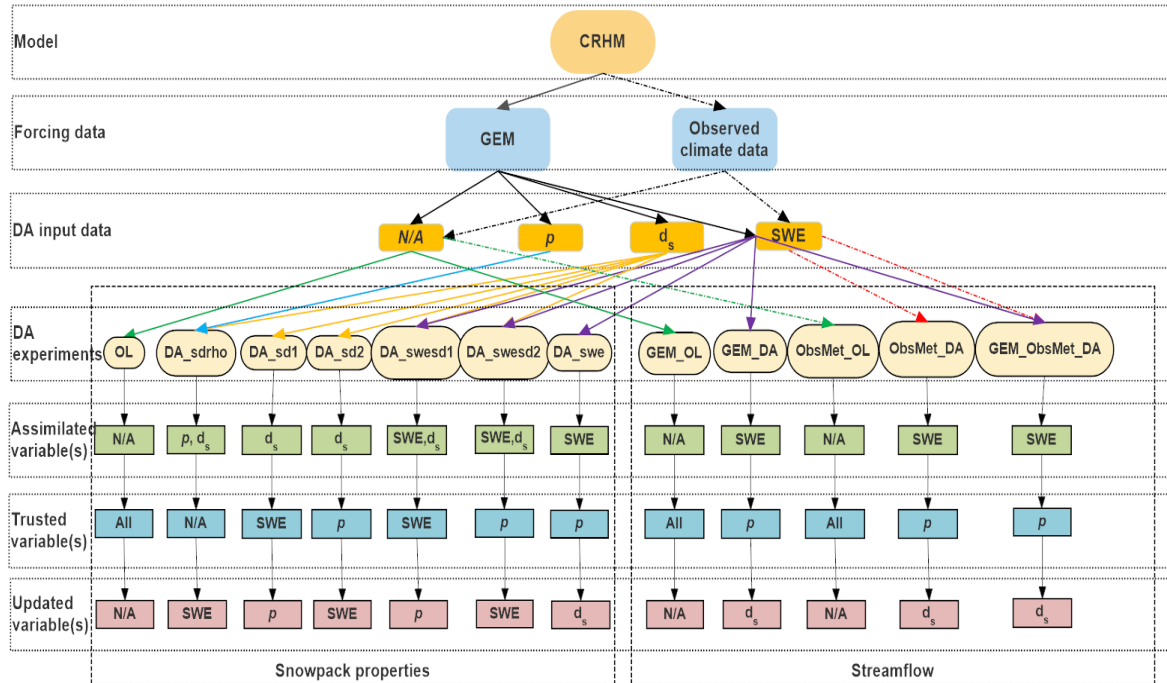 Model
CRHM
Forcing data
GEM
Observed
climate data
DA input data
N/A
p
ds
SWE
DA
experiments
OL
DA_sdrho
DA_sd1
DA_sd2
DA_swesd1
DA_swesd2
DA_swe
GEM_OL
GEM_DA
ObsMet_OL
ObsMet_DA
GEM_ObsMet_DA
Assimilated
variable(s)
N/A
p, ds
ds
ds
SWE,ds
SWE,ds
SWE
N/A
SWE
N/A
SWE
SWE
Trusted
variable(s)
All
N/A
SWE
p
SWE
p
p
All
p
All
p
p
Updated
variable(s)
N/A
SWE
p
SWE
p
SWE
ds
N/A
ds
N/A
ds
ds
Snowpack properties
Streamflow